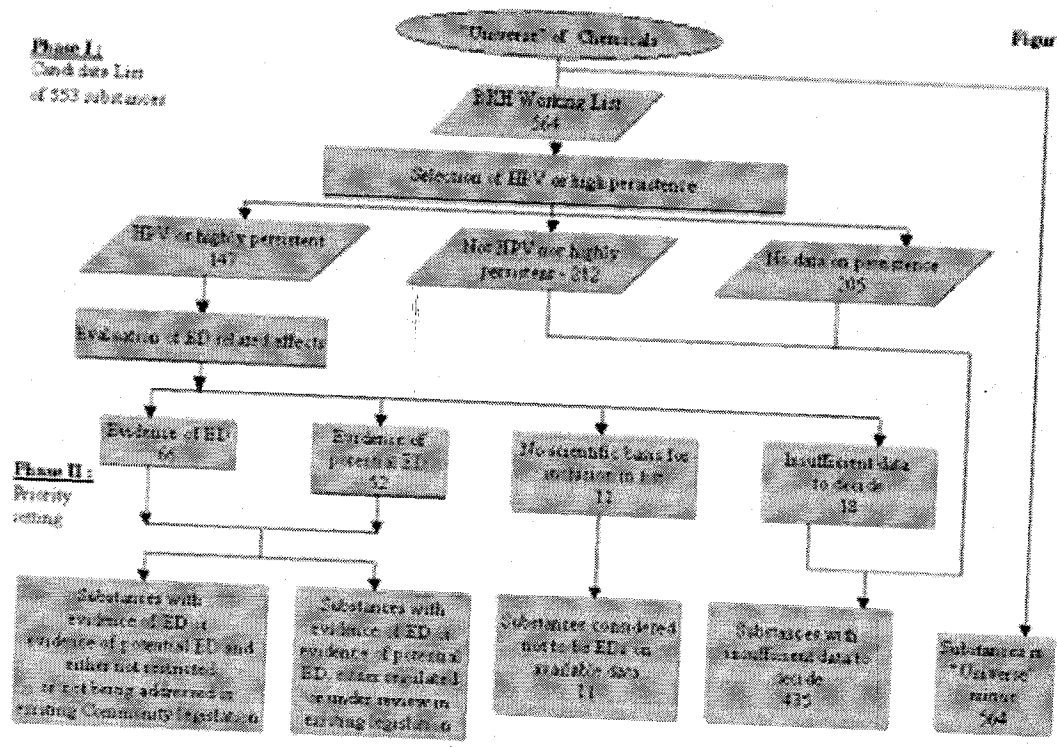 "Universe" of Chemicals
Figur
Phase I:
Candidate List
of 553 substances
BKH Working List
564
Selection of HPV or high persistence
HPV or highly persistent
147
Not HPV nor highly
persistent - 212
No data on persistence
205
Evaluation of ED related effects
Evidence of ED
66
Evidence of
potential ED
52
No scientific basis for
inclusion in list
11
Insufficient data
to decide
18
Phase II:
Priority
setting
Substances with
evidence of ED or
evidence of potential ED and
either not restricted
or not being addressed in
existing Community legislation
Substances with
evidence of ED or
evidence of potential
ED, either regulated
or under review in
existing legislation
Substances considered
not to be EDs on
available data
11
Substances with
insufficient data to
decide
435
Substances in
"Universe"
minus
564